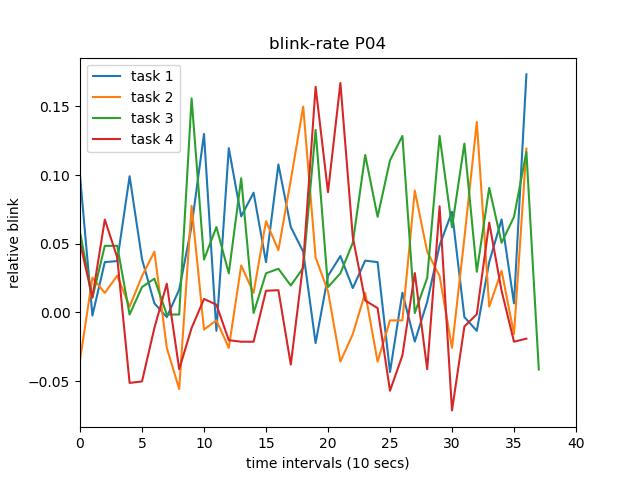 blink-rate P04
task 1
task 2
task 3
task 4
relative blink
0.15
0.10
0.05
0.00
−0.05
0 5 10 15 20 25 30 35 40
time intervals (10 secs)